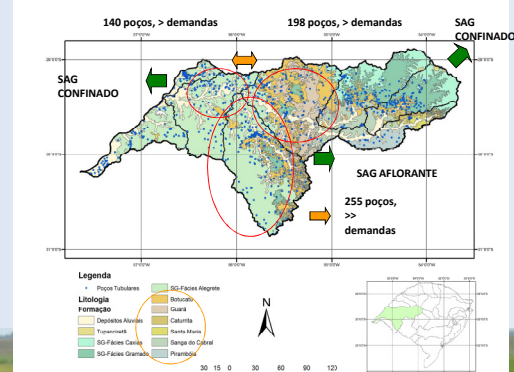 140 poços, > demandas
198 poços, > demandas
SAG
CONFINADO
SAG
CONFINADO
SAG AFLORANTE
255 poços,
>>
demandas
Legenda
Poços Tubulares
Litologia
Formação
Depósitos Aluviais
Tupanciretã
SG-Fácies Caxias
SG-Fácies Gramado
SG-Fácies Alegrete
Botucatu
Guará
Caturrita
Santa Maria
Sanga do Cabral
Pirambóia
N
30 15 0 30 60 90 120